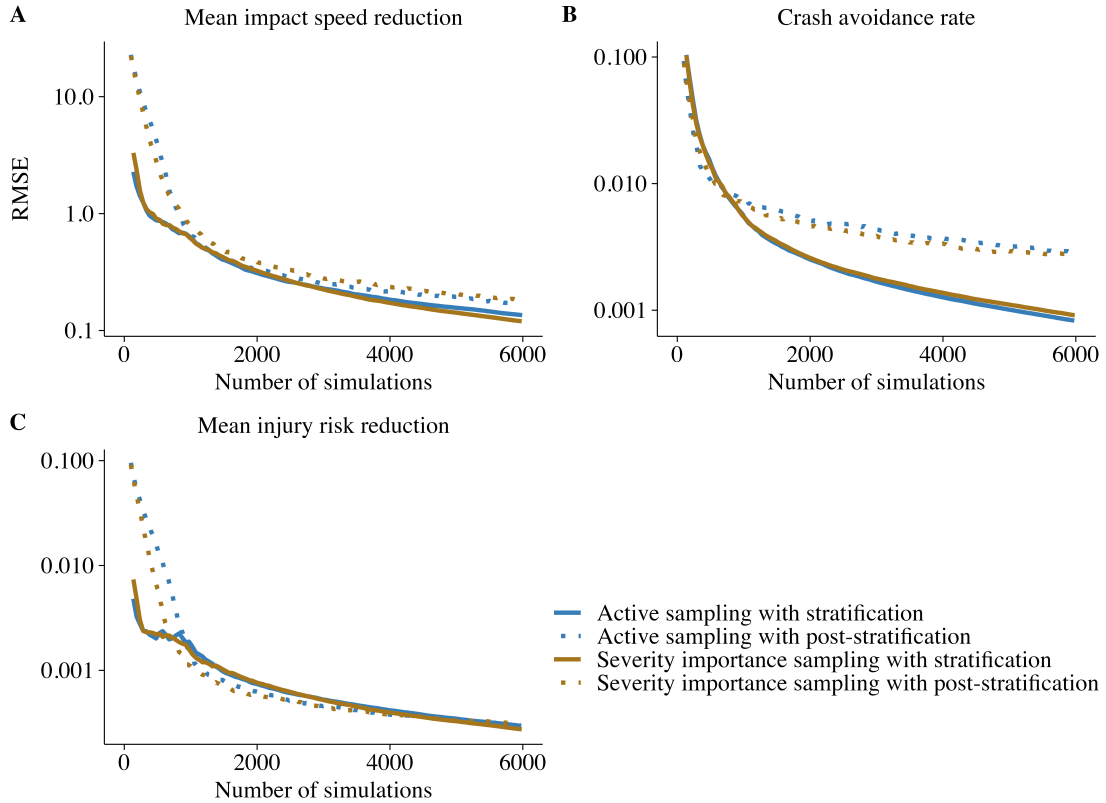 A
Mean impact speed reduction
RMSE
10.0
1.0
0.1
0 2000 4000 6000
Number of simulations
B
Crash avoidance rate
0.100
0.010
0.001
0 2000 4000 6000
Number of simulations
C
Mean injury risk reduction
0.100
0.010
0.001
0 2000 4000 6000
Number of simulations
Active sampling with stratification
Active sampling with post-stratification
Severity importance sampling with stratification
Severity importance sampling with post-stratification